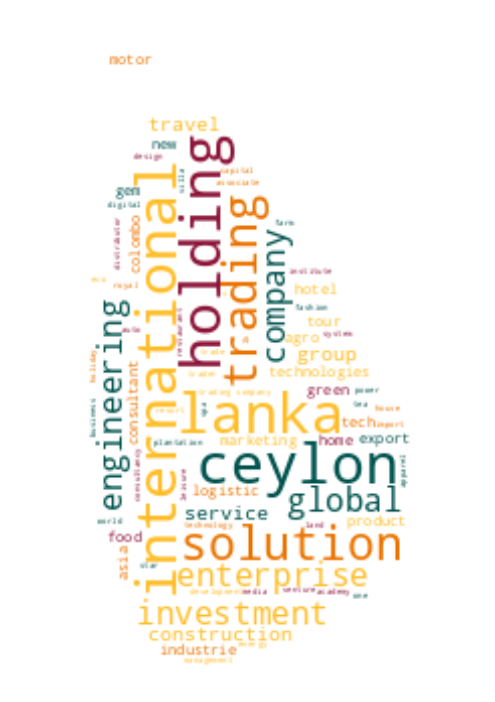 motor
travel
new
design
holding
international
capital
associate
villa
gem
digital
trading
distributor
colombo
farm
company
institute
eco
royal
hotel
fashion
engineering
tour
auto
system
restaurant
agro
trade
group
holiday
consultant
trade
technologies
green
power
trading company
lanka
spa
tea
house
resort
business
tech
import
plantation
marketing
home
export
ceylon
consultancy
leisure
apparel
logistic
global
service
world
technology
land
product
food
solution
asia
star
enterprise
development
media
venture
academy
one
investment
construction
energy
industrie
management